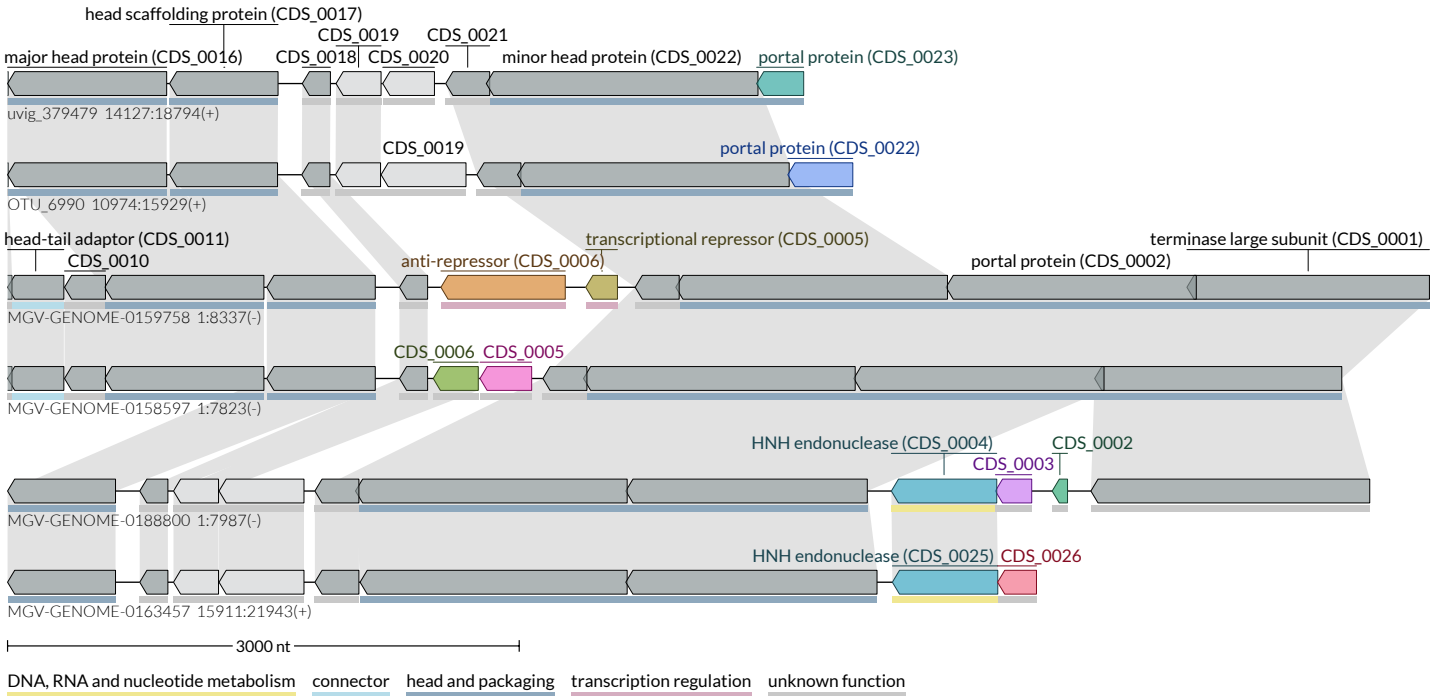 head scaffolding protein (CDS_0017)
CDS_0019 CDS_0021
major head protein (CDS_0016) CDS_0018 CDS_0020 minor head protein (CDS_0022) portal protein (CDS_0023)
uvig_379479 14127:18794(+)
CDS_0019 portal protein (CDS_0022)
OTU_6990 10974:15929(+)
head-tail adaptor (CDS_0011) transcriptional repressor (CDS_0005) terminase large subunit (CDS_0001)
CDS_0010 anti-repressor (CDS_0006) portal protein (CDS_0002)
MGV-GENOME-0159758 1:8337(-)
CDS_0006 CDS_0005
MGV-GENOME-0158597 1:7823(-)
HNH endonuclease (CDS_0004) CDS_0002
CDS_0003
MGV-GENOME-0188800 1:7987(-)
HNH endonuclease (CDS_0025) CDS_0026
MGV-GENOME-0163457 15911:21943(+)
3000 nt
DNA, RNA and nucleotide metabolism connector head and packaging transcription regulation unknown function